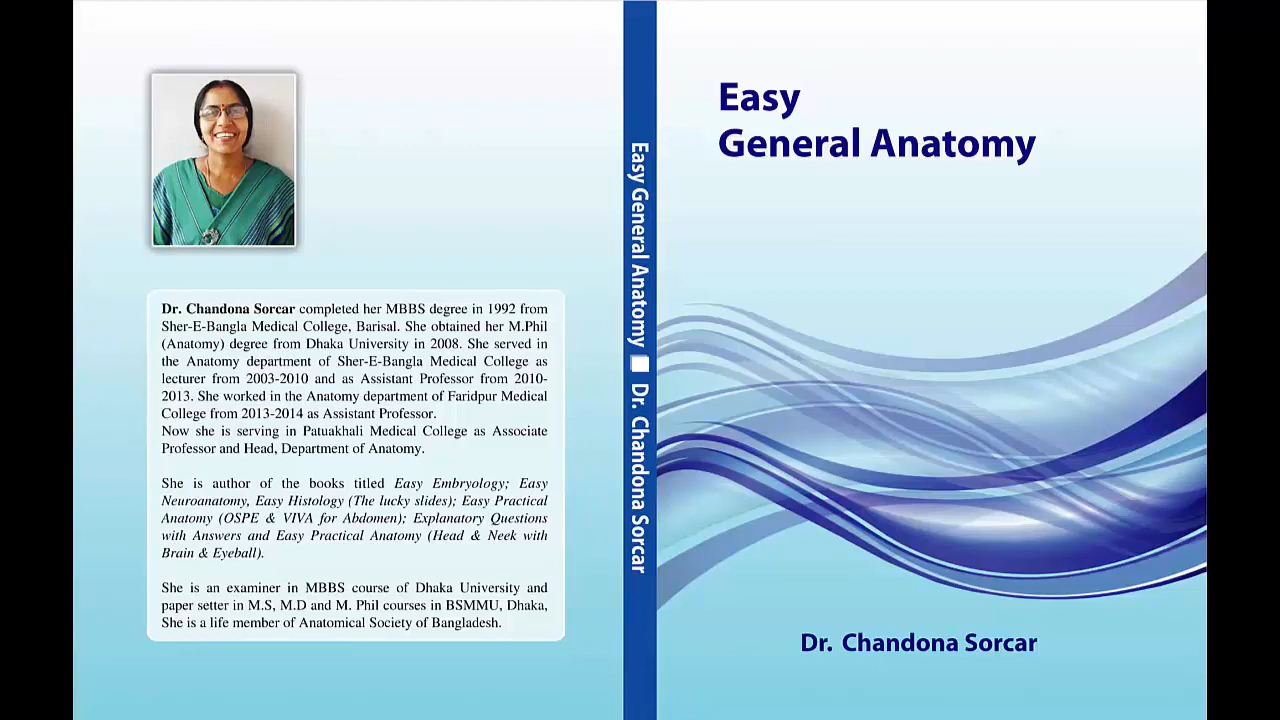 Dr. Chandona Sorcar completed her MBBS degree in 1992 from
Sher-E-Bangla Medical College, Barisal. She obtained her M.Phil
(Anatomy) degree from Dhaka University in 2008. She served in
the Anatomy department of Sher-E-Bangla Medical College as
lecturer from 2003-2010 and as Assistant Professor from 2010-
2013. She worked in the Anatomy department of Faridpur Medical
College from 2013-2014 as Assistant Professor.
Now she is serving in Patuakhali Medical College as Associate
Professor and Head, Department of Anatomy.
She is author of the books titled Easy Embryology; Easy
Neuroanatomy, Easy Histology (The lucky slides); Easy Practical
Anatomy (OSPE & VIVA for Abdomen); Explanatory Questions
with Answers and Easy Practical Anatomy (Head & Neek with
Brain & Eyeball).
She is an examiner in MBBS course of Dhaka University and
paper setter in M.S, M.D and M. Phil courses in BSMMU, Dhaka,
She is a life member of Anatomical Society of Bangladesh.
Easy General Anatomy Dr. Chandona Sorcar
Easy
General Anatomy
Dr. Chandona Sorcar